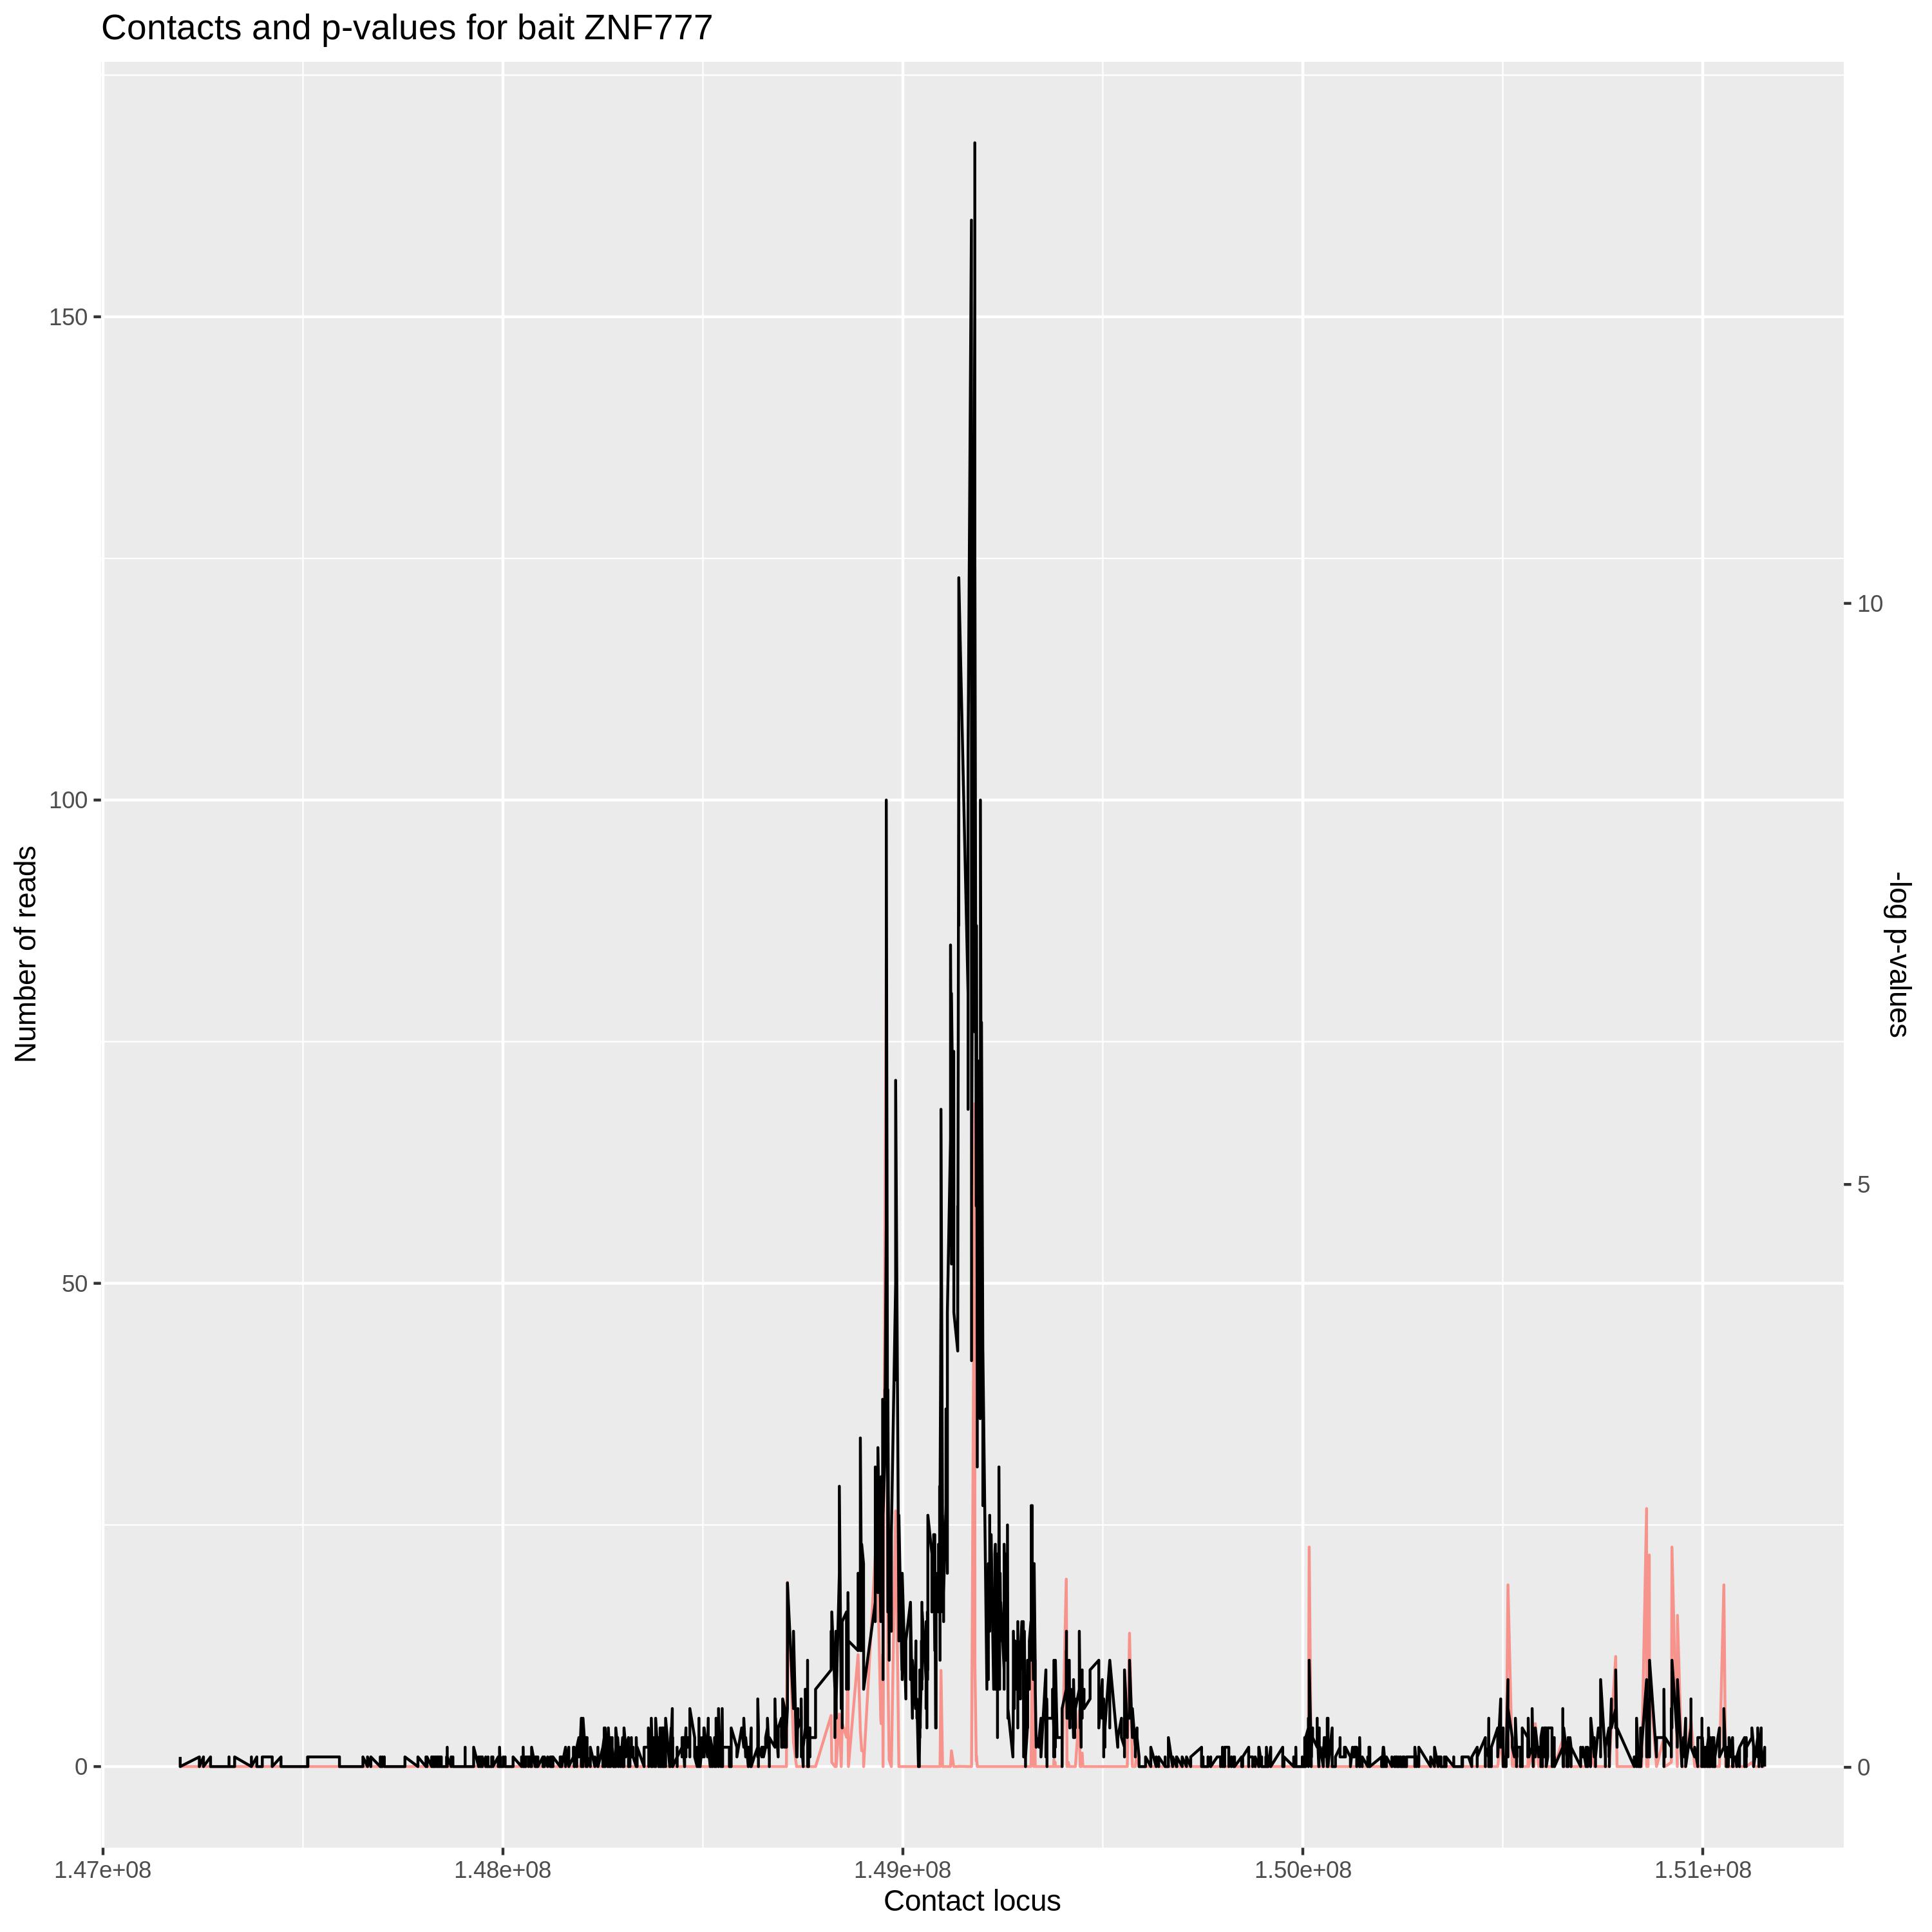 Contacts and p-values for bait ZNF777
150
100
50
0
Number of reads
10
5
0
-log p-values
1.47e+08
1.48e+08
1.49e+08
1.50e+08
1.51e+08
Contact locus